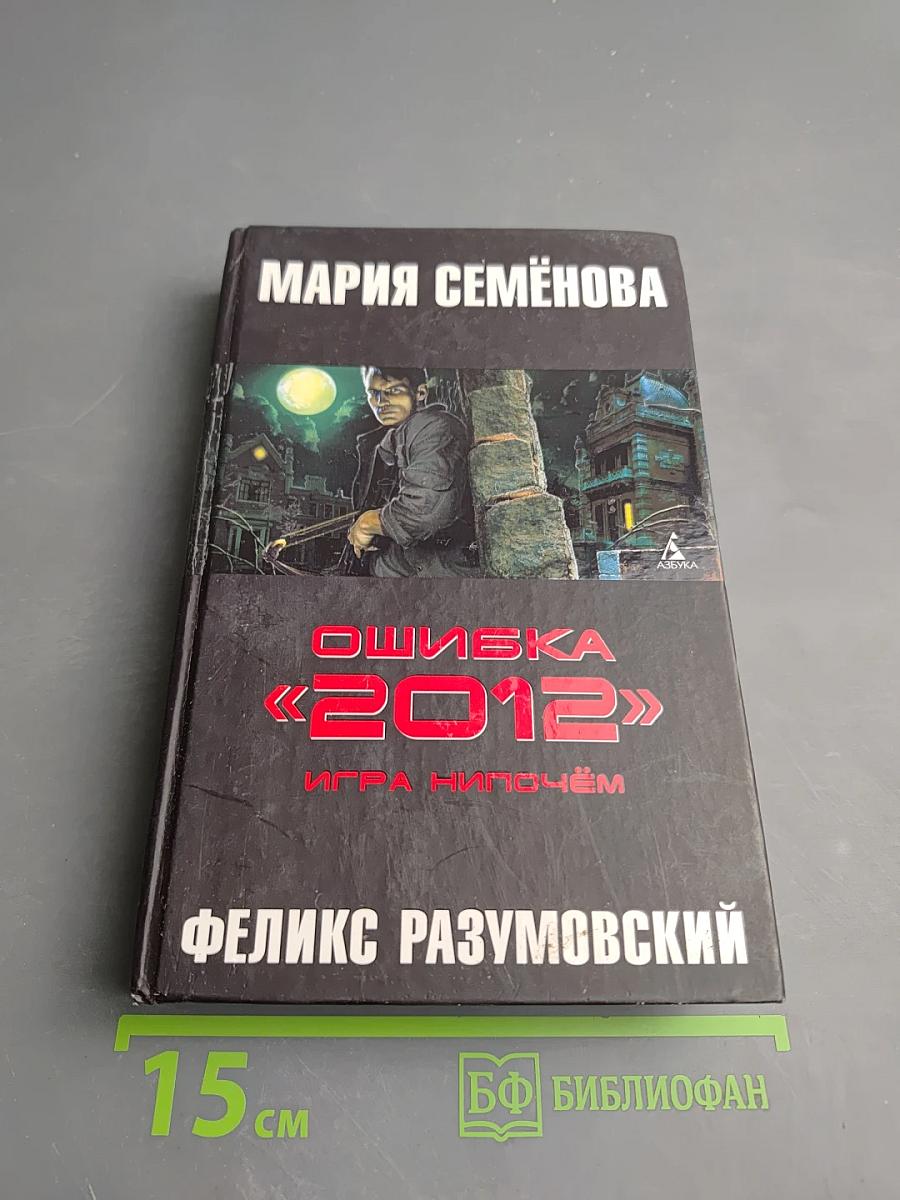 МАРИЯ СЕМЁНОВА
АЗБУКА
ОШИБКА
«2012»
ИГРА НИПОЧЁМ
ФЕЛИКС РАЗУМОВСКИЙ
15 см
БФ БИБЛИОФАН